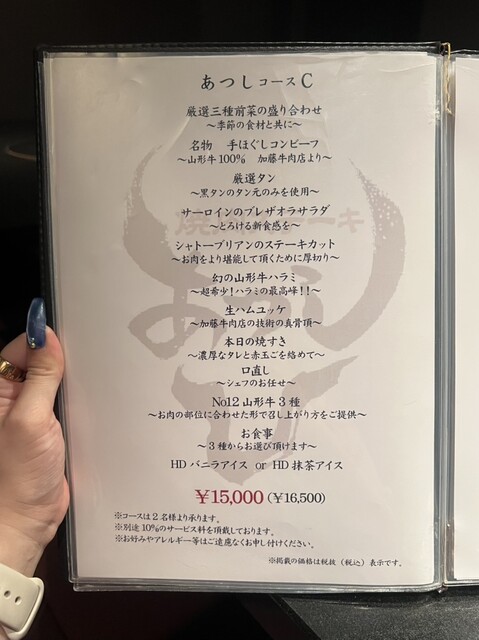 あつしコースC
厳選三種前菜の盛り合わせ
～季節の食材と共に～
名物　手ほぐしコンビーフ
～山形牛100%　加藤牛肉店より～
厳選タン
～黒タンのタン元のみを使用～
サーロインのブレザオラサラダ
～とろける新食感を～
シャトーブリアンのステーキカット
～お肉をより堪能して頂くために厚切り～
幻の山形牛ハラミ
～超希少！ハラミの最高峰！！～
生ハムユッケ
～加藤牛肉店の技術の真骨頂～
本日の焼すき
～濃厚なタレと赤玉ごを絡めて～
口直し
～シェフのお任せ～
No12 山形牛 3 種
～お肉の部位に合わせた形で召し上がり方をご提供～
お食事
～3 種からお選び頂けます～
HD バニラアイス or HD 抹茶アイス
￥15,000 (￥16,500)
※コースは 2 名様より承ります。
※別途 10%のサービス料を頂戴しております。
※お好みやアレルギー等はご遠慮なくお申し付けください。
※掲載の価格は税抜（税込）表示です。